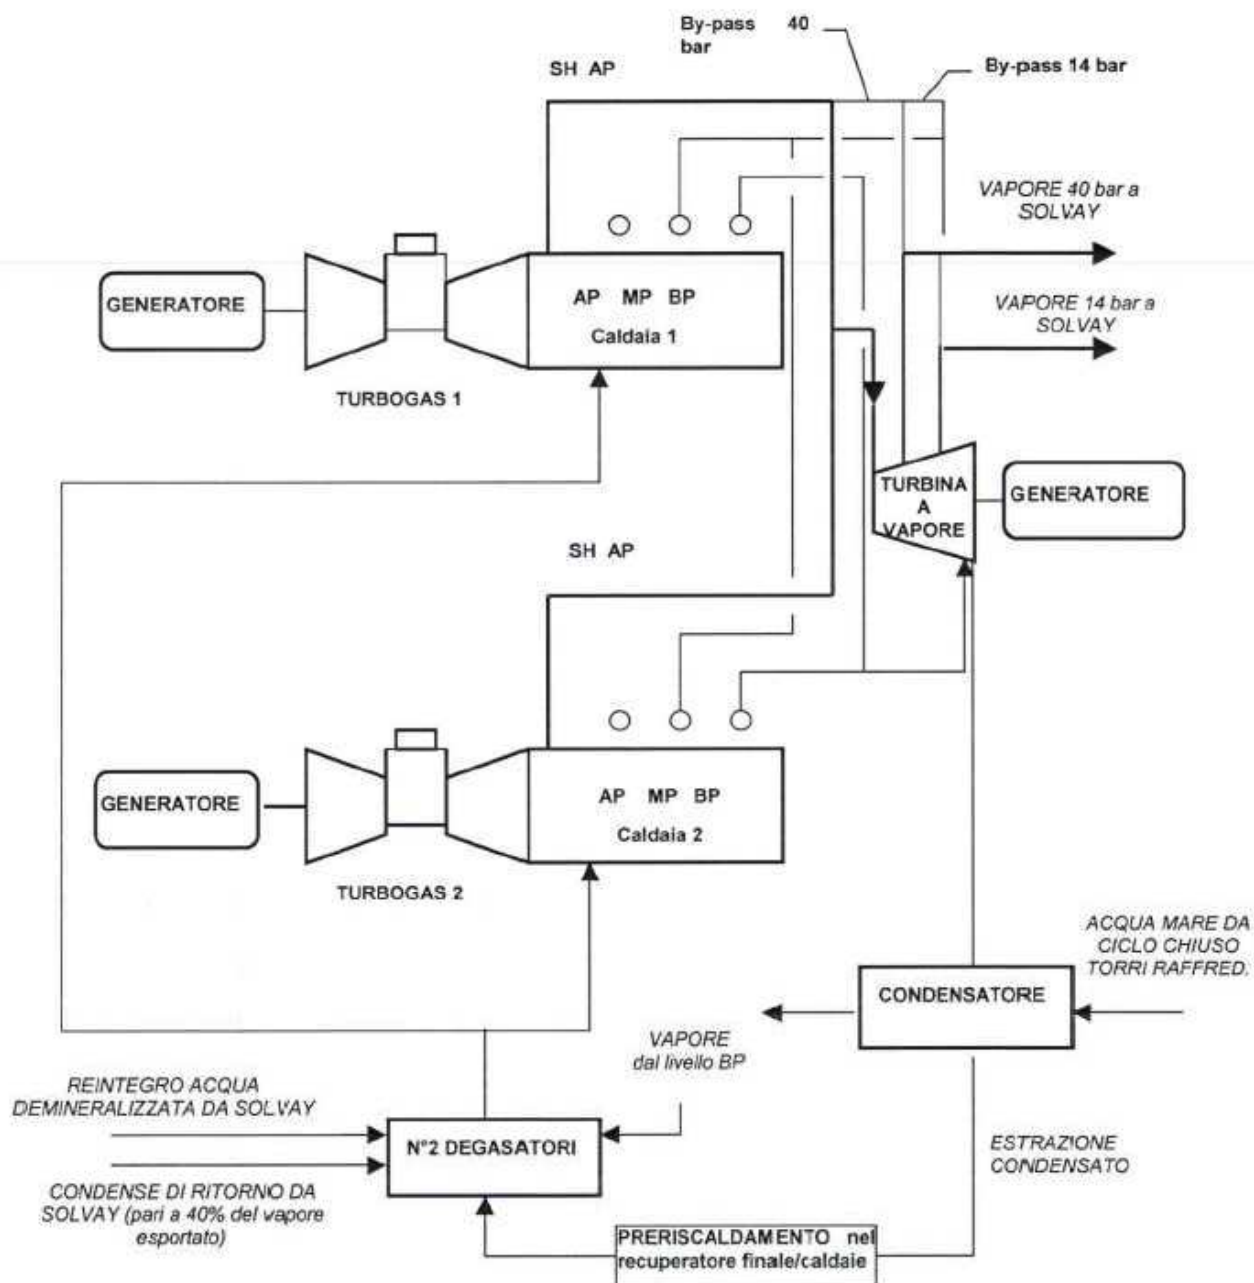 By-pass 40
bar
SH AP
By-pass 14 bar
VAPORE 40 bar a
SOLVAY
GENERATORE
AP MP BP
Caldaia 1
VAPORE 14 bar a
SOLVAY
TURBOGAS 1
TURBINA
A
VAPORE
GENERATORE
SH AP
GENERATORE
AP MP BP
Caldaia 2
TURBOGAS 2
ACQUA MARE DA
CICLO CHIUSO
TORRI RAFFRED.
CONDENSATORE
VAPORE
dal livello BP
REINTEGRO ACQUA
DEMINERALIZZATA DA SOLVAY
N°2 DEGASATORI
ESTRAZIONE
CONDENSATO
CONDENSE DI RITORNO DA
SOLVAY (pari a 40% del vapore
esportato)
PRERISCALDAMENTO nel
recuperatore finale/caldaie